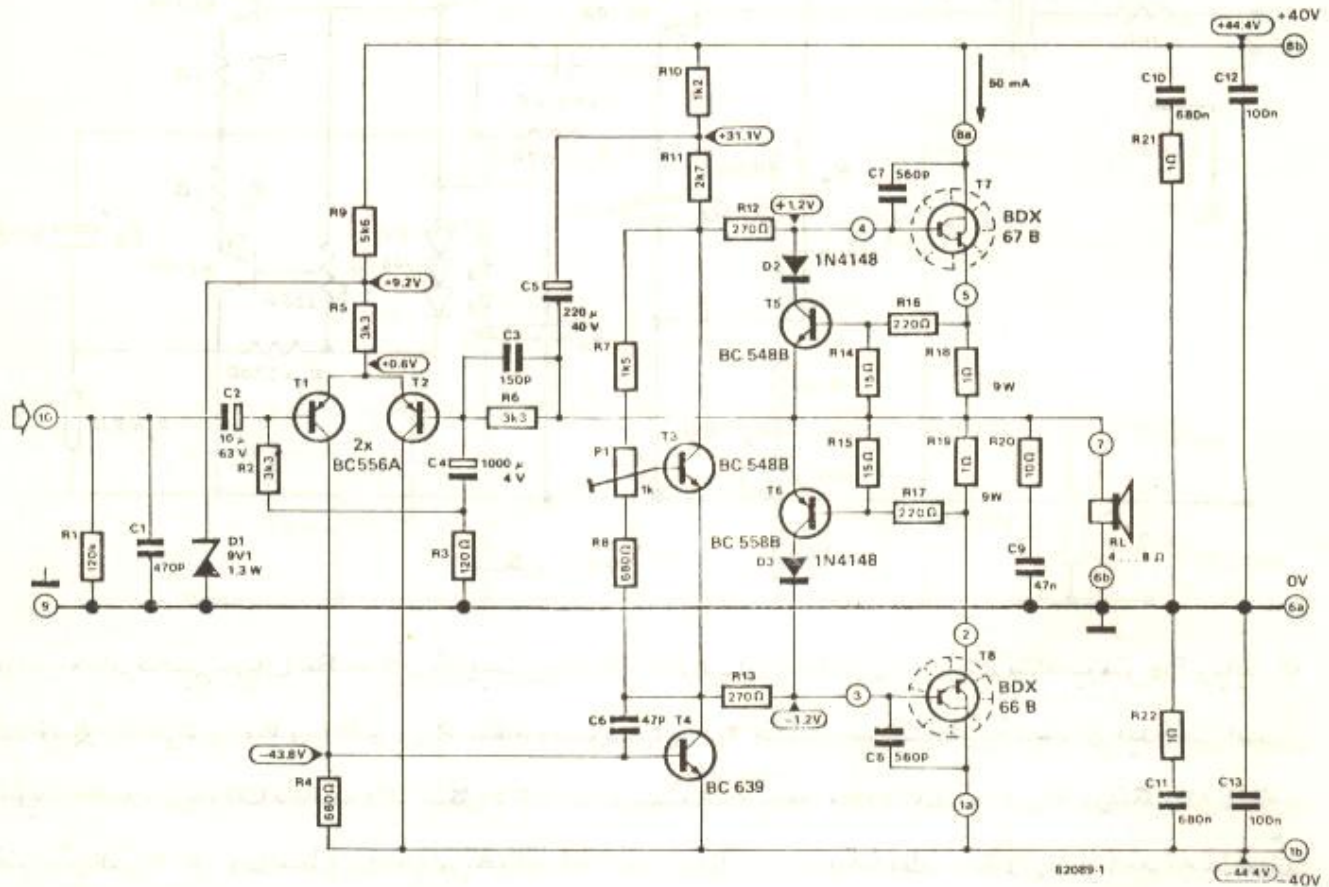 +44.4V
+40V
8b
R10
1k2
50 mA
C10
680n
C12
100n
+31.1V
8a
R11
2k7
C7
560p
T7
R21
1Ω
R9
5k6
R12
270Ω
+1.2V
4
BDX
67 B
D2
1N4148
+9.2V
C5
220 µ
40 V
5
R5
3k3
T5
R16
220Ω
C3
150p
R7
1k5
BC 548B
R14
15Ω
R18
1Ω
9W
+0.6V
T1
T2
C2
10 µ
63 V
R6
3k3
10
2x
BC556A
R2
3k3
C4
1000 µ
4 V
P1
1k
T3
BC 548B
R15
15Ω
R19
1Ω
9W
R20
10Ω
7
T6
R17
220Ω
R1
120k
C1
470p
D1
9V1
1.3 W
R3
120Ω
R8
680Ω
BC 558B
D3
1N4148
C9
47n
RL
4...8 Ω
6b
0V
9
6a
2
T8
R13
270Ω
3
BDX
66 B
C6
47p
T4
-1.2V
R22
1Ω
-43.8V
C8
560p
R4
680Ω
BC 639
C11
680n
C13
100n
1a
1b
82089-1
-44.4V
-40V